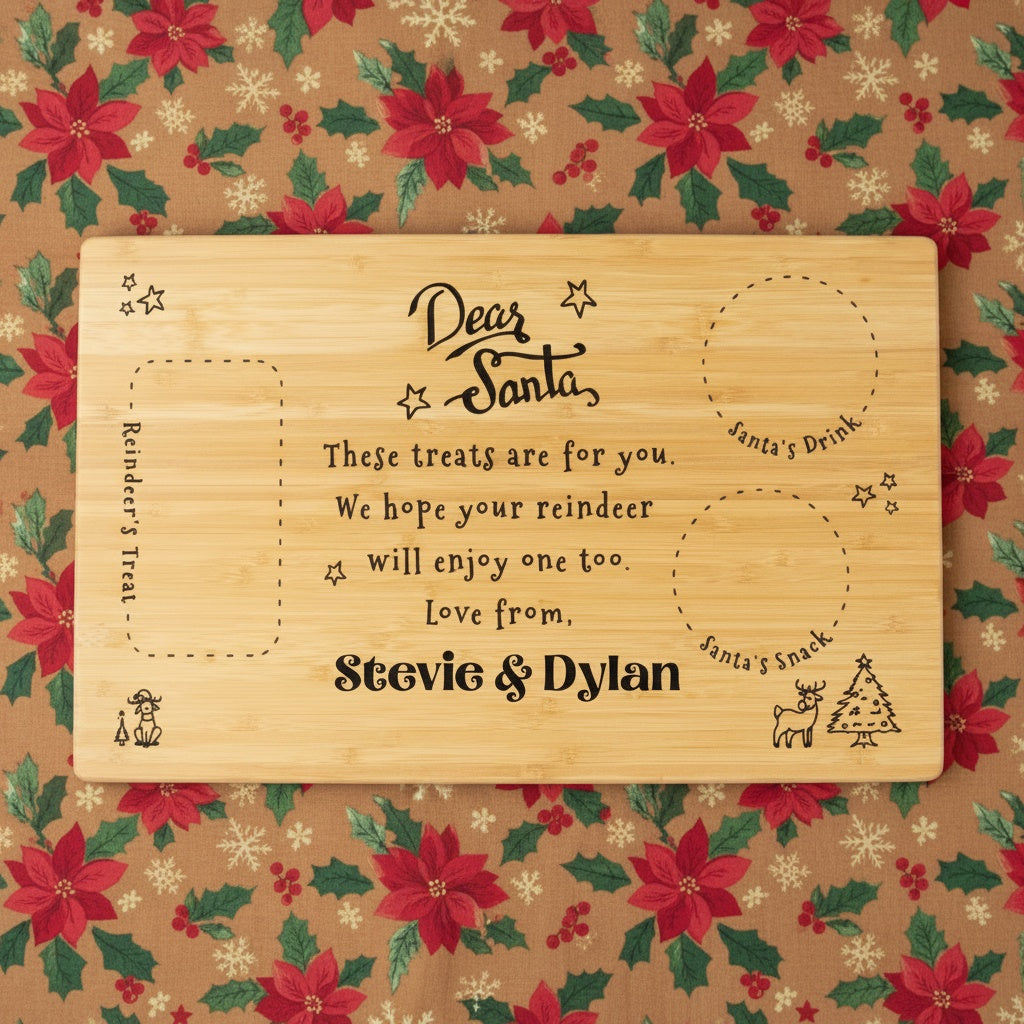 Dear
Santa
These treats are for you.
We hope your reindeer
will enjoy one too.
Love from,
Stevie & Dylan
Reindeer's Treat
Santa's Drink
Santa's Snack